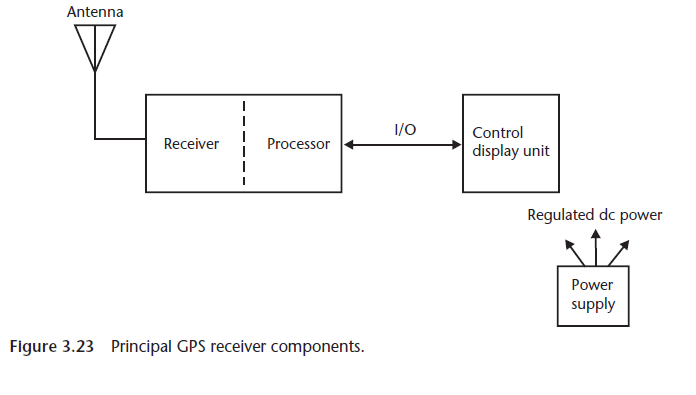 Antenna
Receiver
Processor
I/O
Control
display unit
Regulated dc power
Power
supply
Figure 3.23 Principal GPS receiver components.